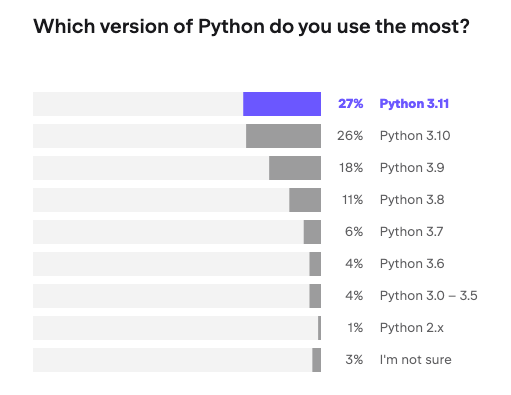 Which version of Python do you use the most?
27% Python 3.11
26% Python 3.10
18% Python 3.9
11% Python 3.8
6% Python 3.7
4% Python 3.6
4% Python 3.0 – 3.5
1% Python 2.x
3% I'm not sure